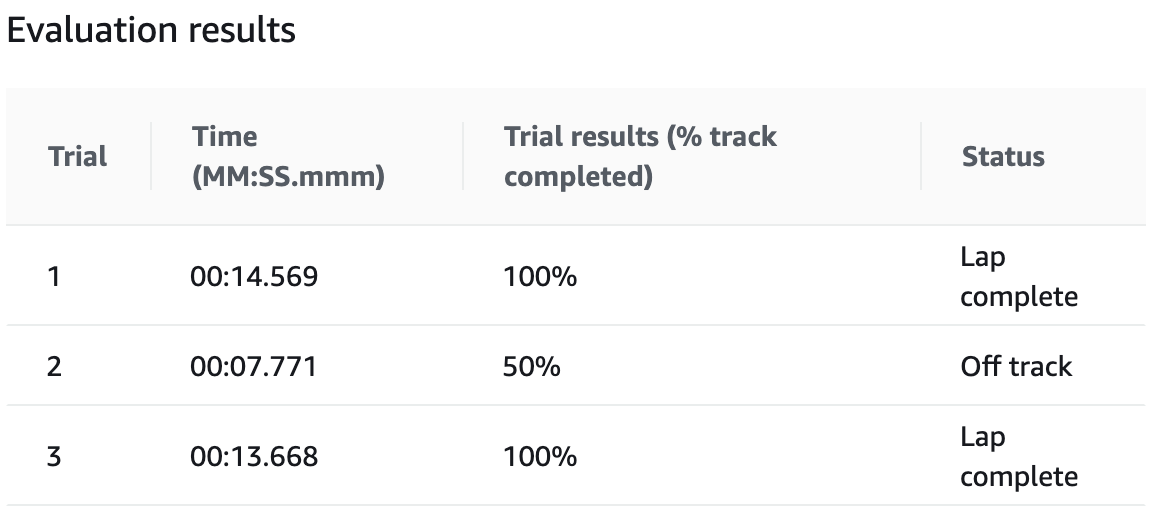 Evaluation results
Trial
Time
(MM:SS.mmm)
Trial results (% track
completed)
Status
1
00:14.569
100%
Lap
complete
2
00:07.771
50%
Off track
3
00:13.668
100%
Lap
complete